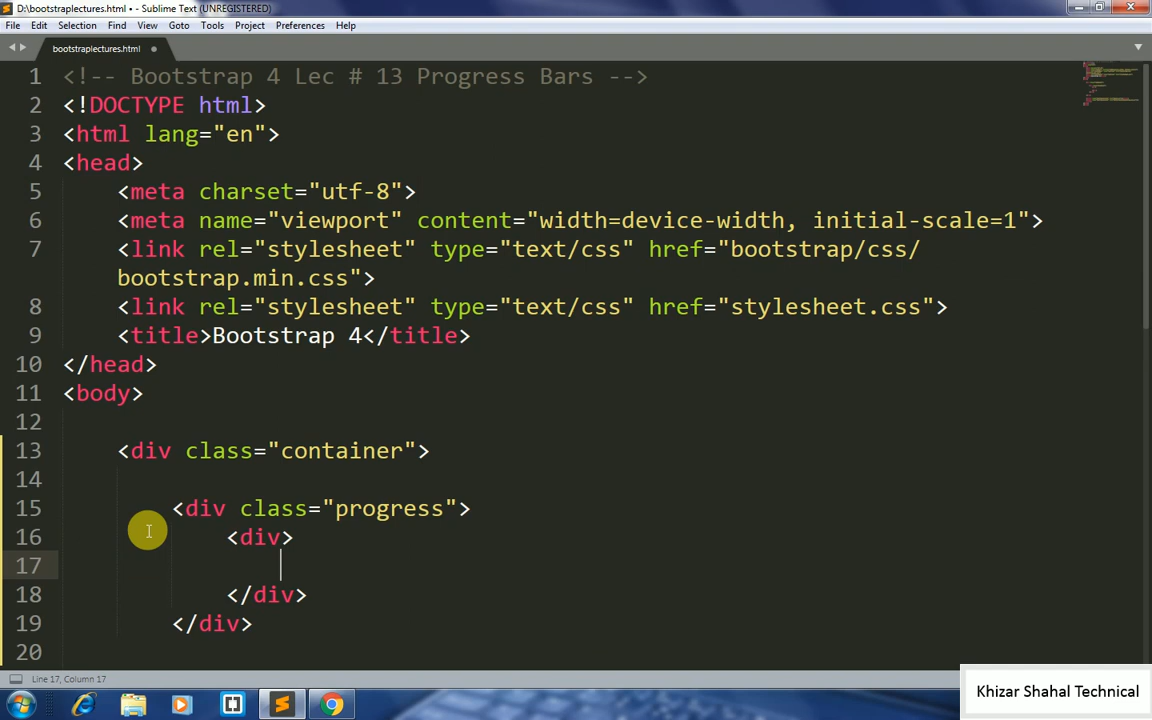 D:\bootstraplectures.html • - Sublime Text (UNREGISTERED)
File Edit Selection Find View Goto Tools Project Preferences Help
bootstraplectures.html
1 <!-- Bootstrap 4 Lec # 13 Progress Bars -->
2 <!DOCTYPE html>
3 <html lang="en">
4 <head>
5 <meta charset="utf-8">
6 <meta name="viewport" content="width=device-width, initial-scale=1">
7 <link rel="stylesheet" type="text/css" href="bootstrap/css/
bootstrap.min.css">
8 <link rel="stylesheet" type="text/css" href="stylesheet.css">
9 <title>Bootstrap 4</title>
10 </head>
11 <body>
12
13 <div class="container">
14
15 <div class="progress">
16 <div>
17
18 </div>
19 </div>
20
Line 17, Column 17
Khizar Shahal Technical